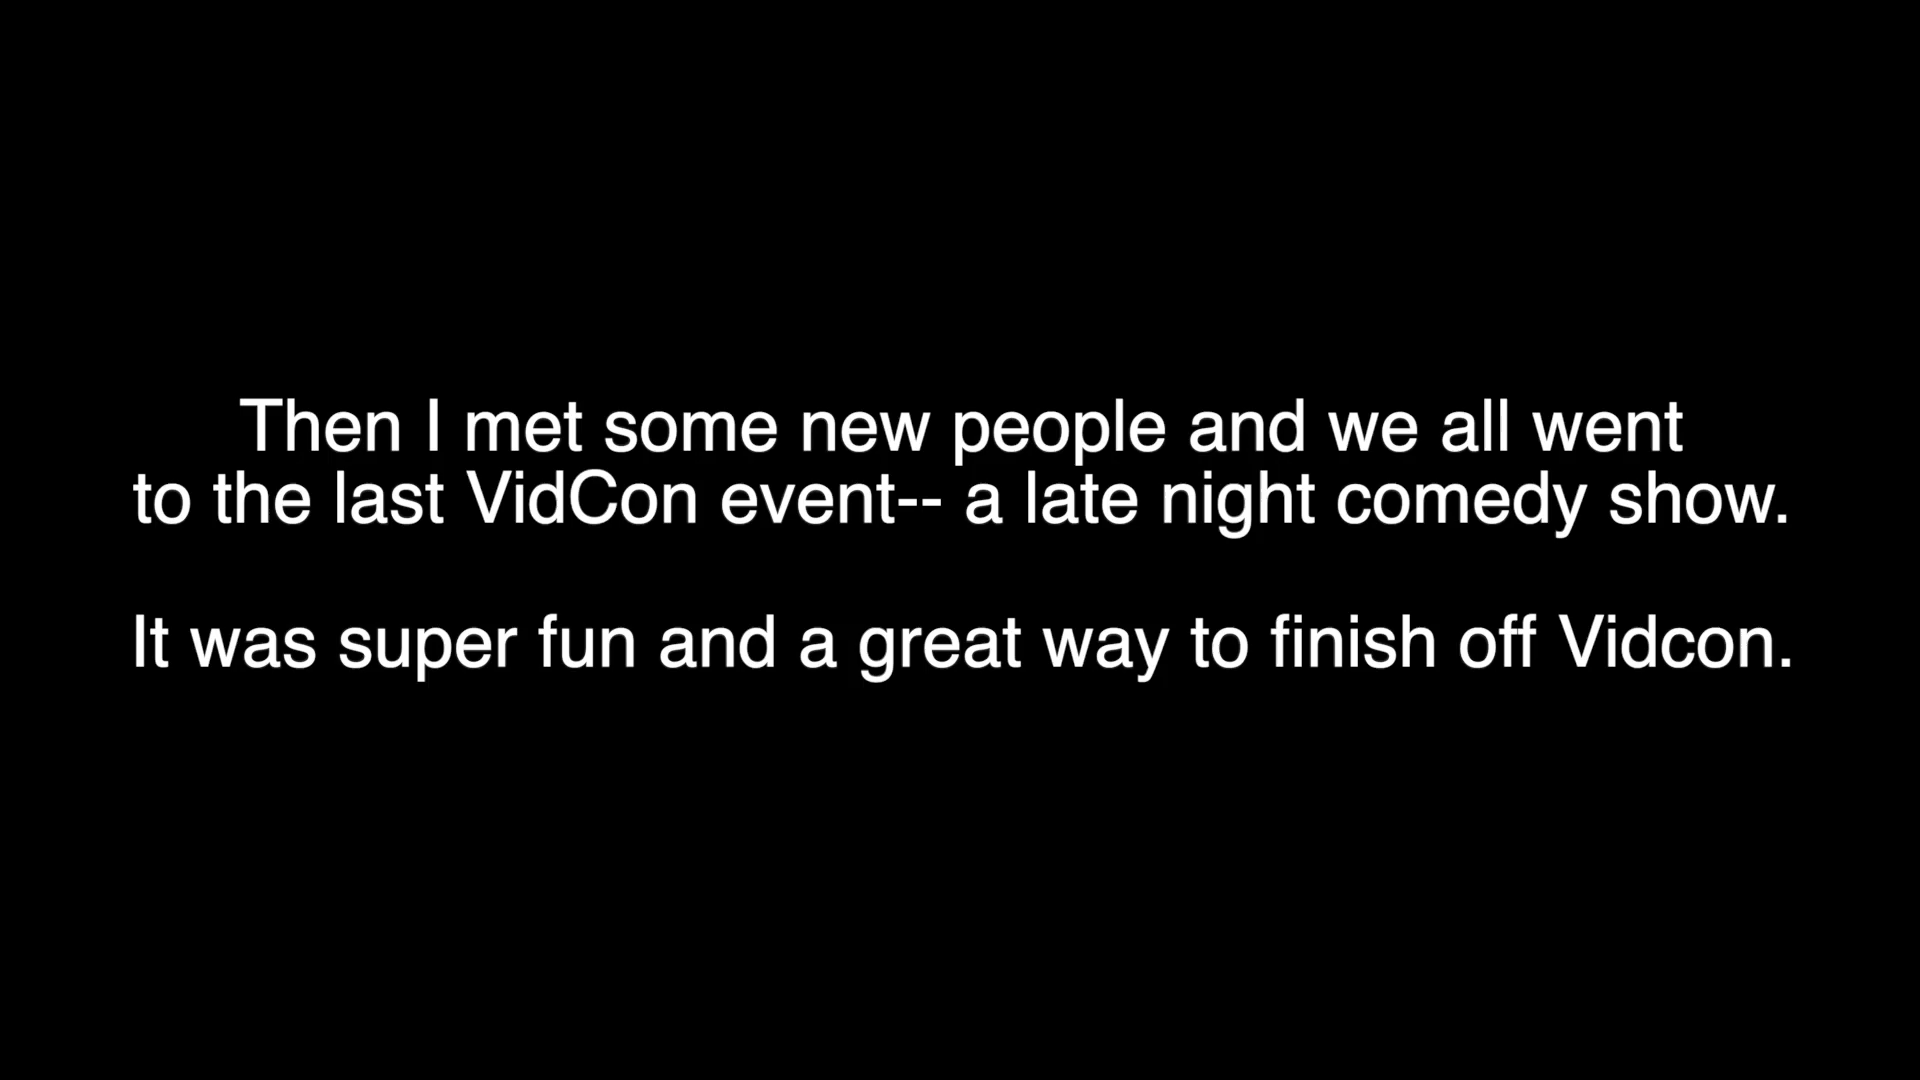 Then I met some new people and we all went
to the last VidCon event-- a late night comedy show.
It was super fun and a great way to finish off Vidcon.